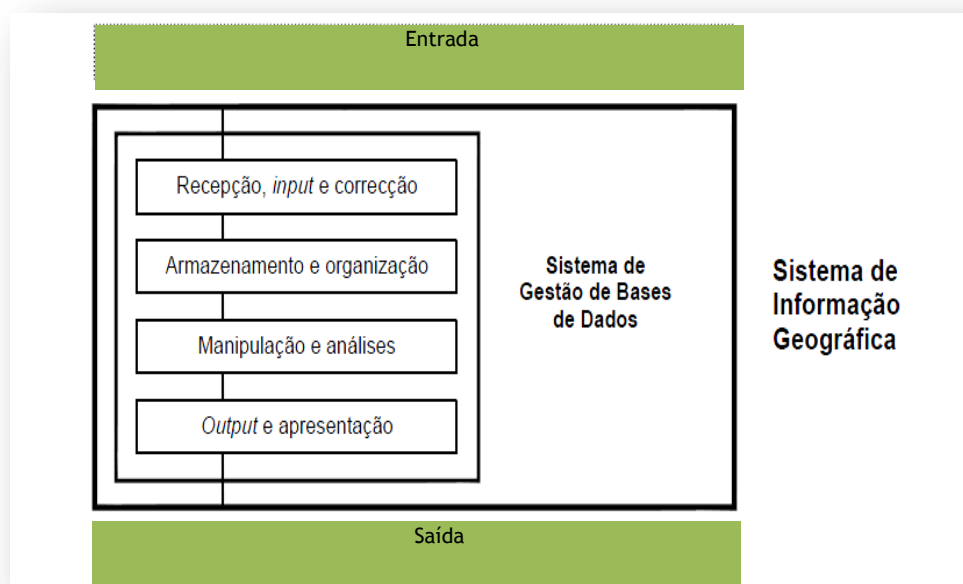 Entrada
Recepção, input e correcção
Armazenamento e organização
Manipulação e análises
Output e apresentação
Sistema de
Gestão de Bases
de Dados
Sistema de
Informação
Geográfica
Saída